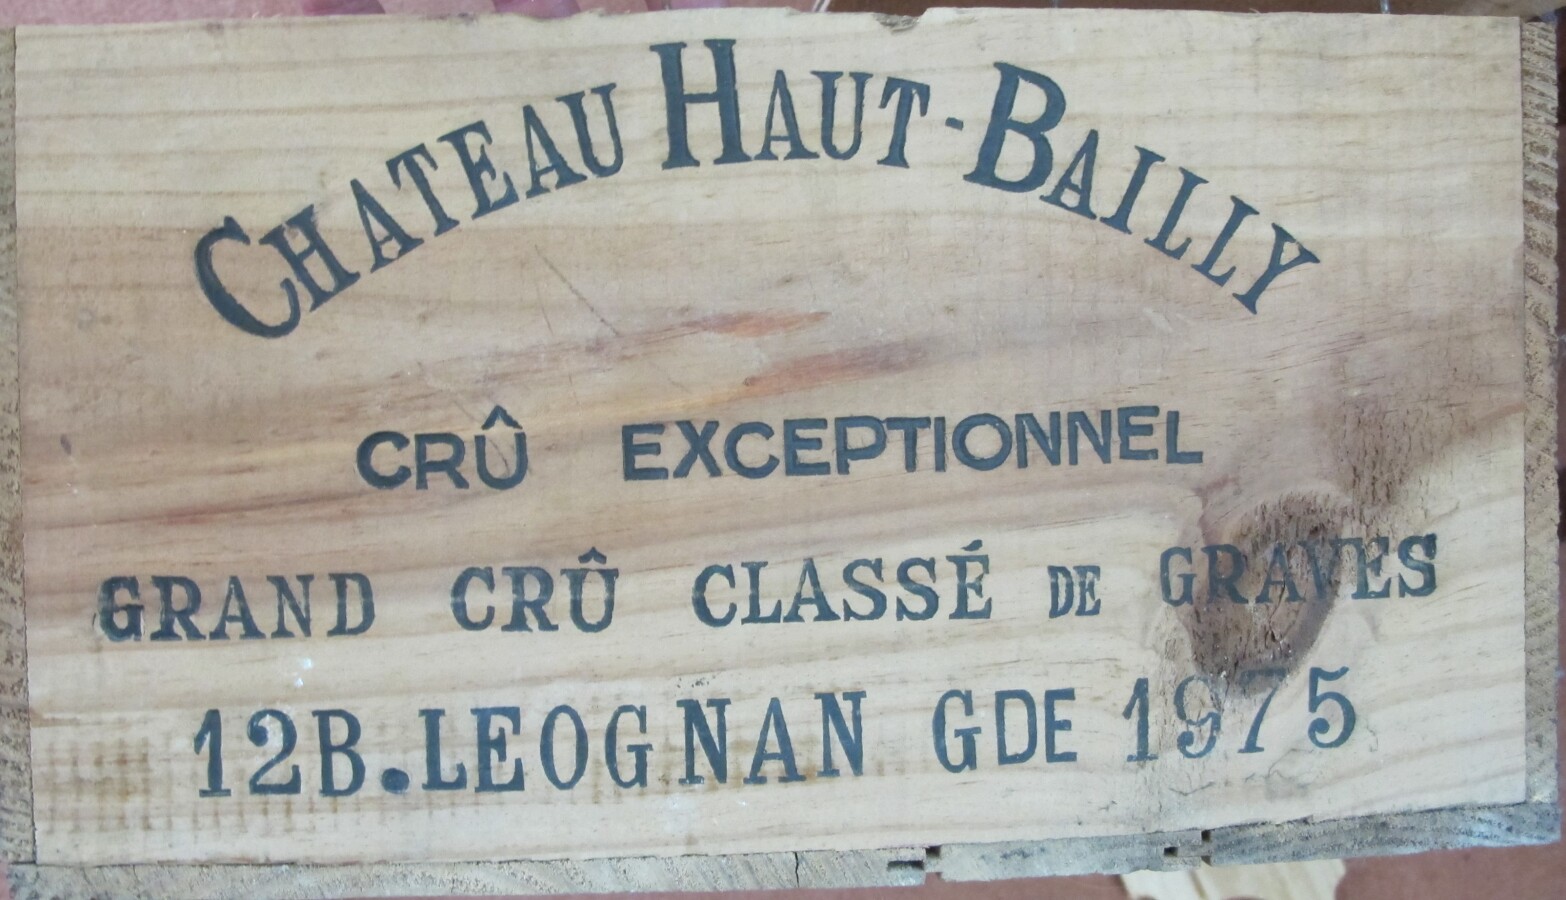 CHATEAU HAUT-BAILLY
CRÛ EXCEPTIONNEL
GRAND CRÛ CLASSÉ DE GRAVES
12B.LEOGNAN GDE 1975